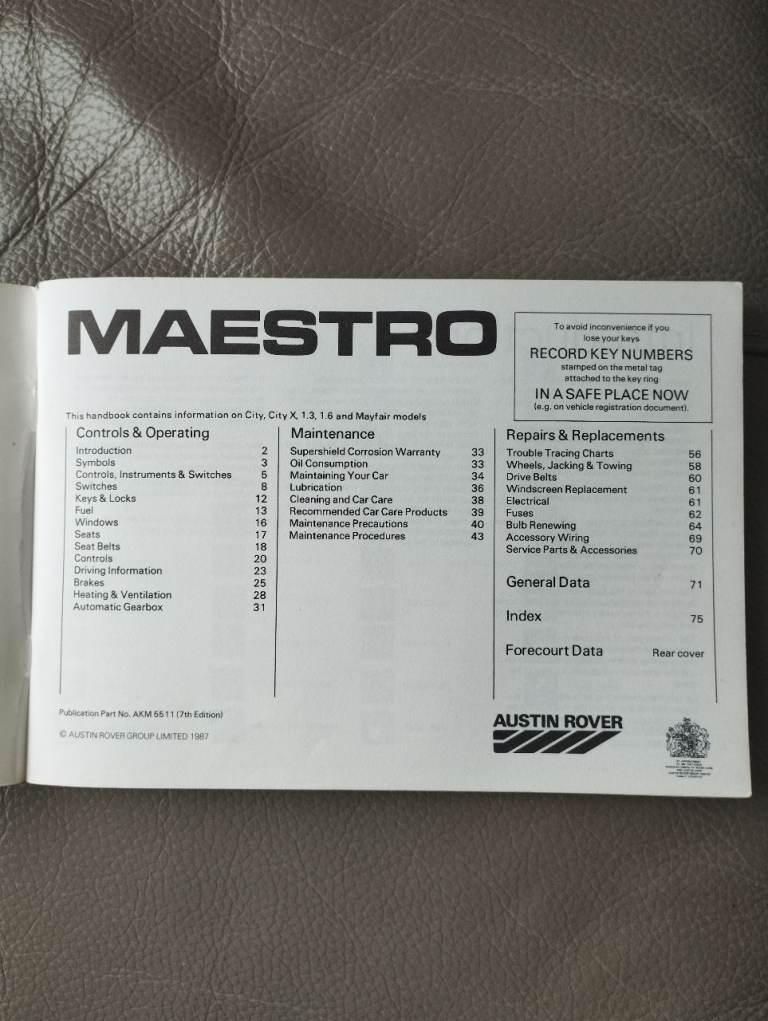 MAESTRO
To avoid inconvenience if you
lose your keys
RECORD KEY NUMBERS
stamped on the metal tag
attached to the key ring
IN A SAFE PLACE NOW
(e.g. on vehicle registration document).
This handbook contains information on City, City X, 1.3, 1.6 and Mayfair models
Controls & Operating
Introduction 2
Symbols 3
Controls, Instruments & Switches 5
Switches 8
Keys & Locks 12
Fuel 13
Windows 16
Seats 17
Seat Belts 18
Controls 20
Driving Information 23
Brakes 25
Heating & Ventilation 28
Automatic Gearbox 31
Maintenance
Supershield Corrosion Warranty 33
Oil Consumption 33
Maintaining Your Car 34
Lubrication 36
Cleaning and Car Care 38
Recommended Car Care Products 39
Maintenance Precautions 40
Maintenance Procedures 43
Repairs & Replacements
Trouble Tracing Charts 56
Wheels, Jacking & Towing 58
Drive Belts 60
Windscreen Replacement 61
Electrical 61
Fuses 62
Bulb Renewing 64
Accessory Wiring 69
Service Parts & Accessories 70
General Data 71
Index 75
Forecourt Data Rear cover
Publication Part No. AKM 5511 (7th Edition)
© AUSTIN ROVER GROUP LIMITED 1987
AUSTIN ROVER